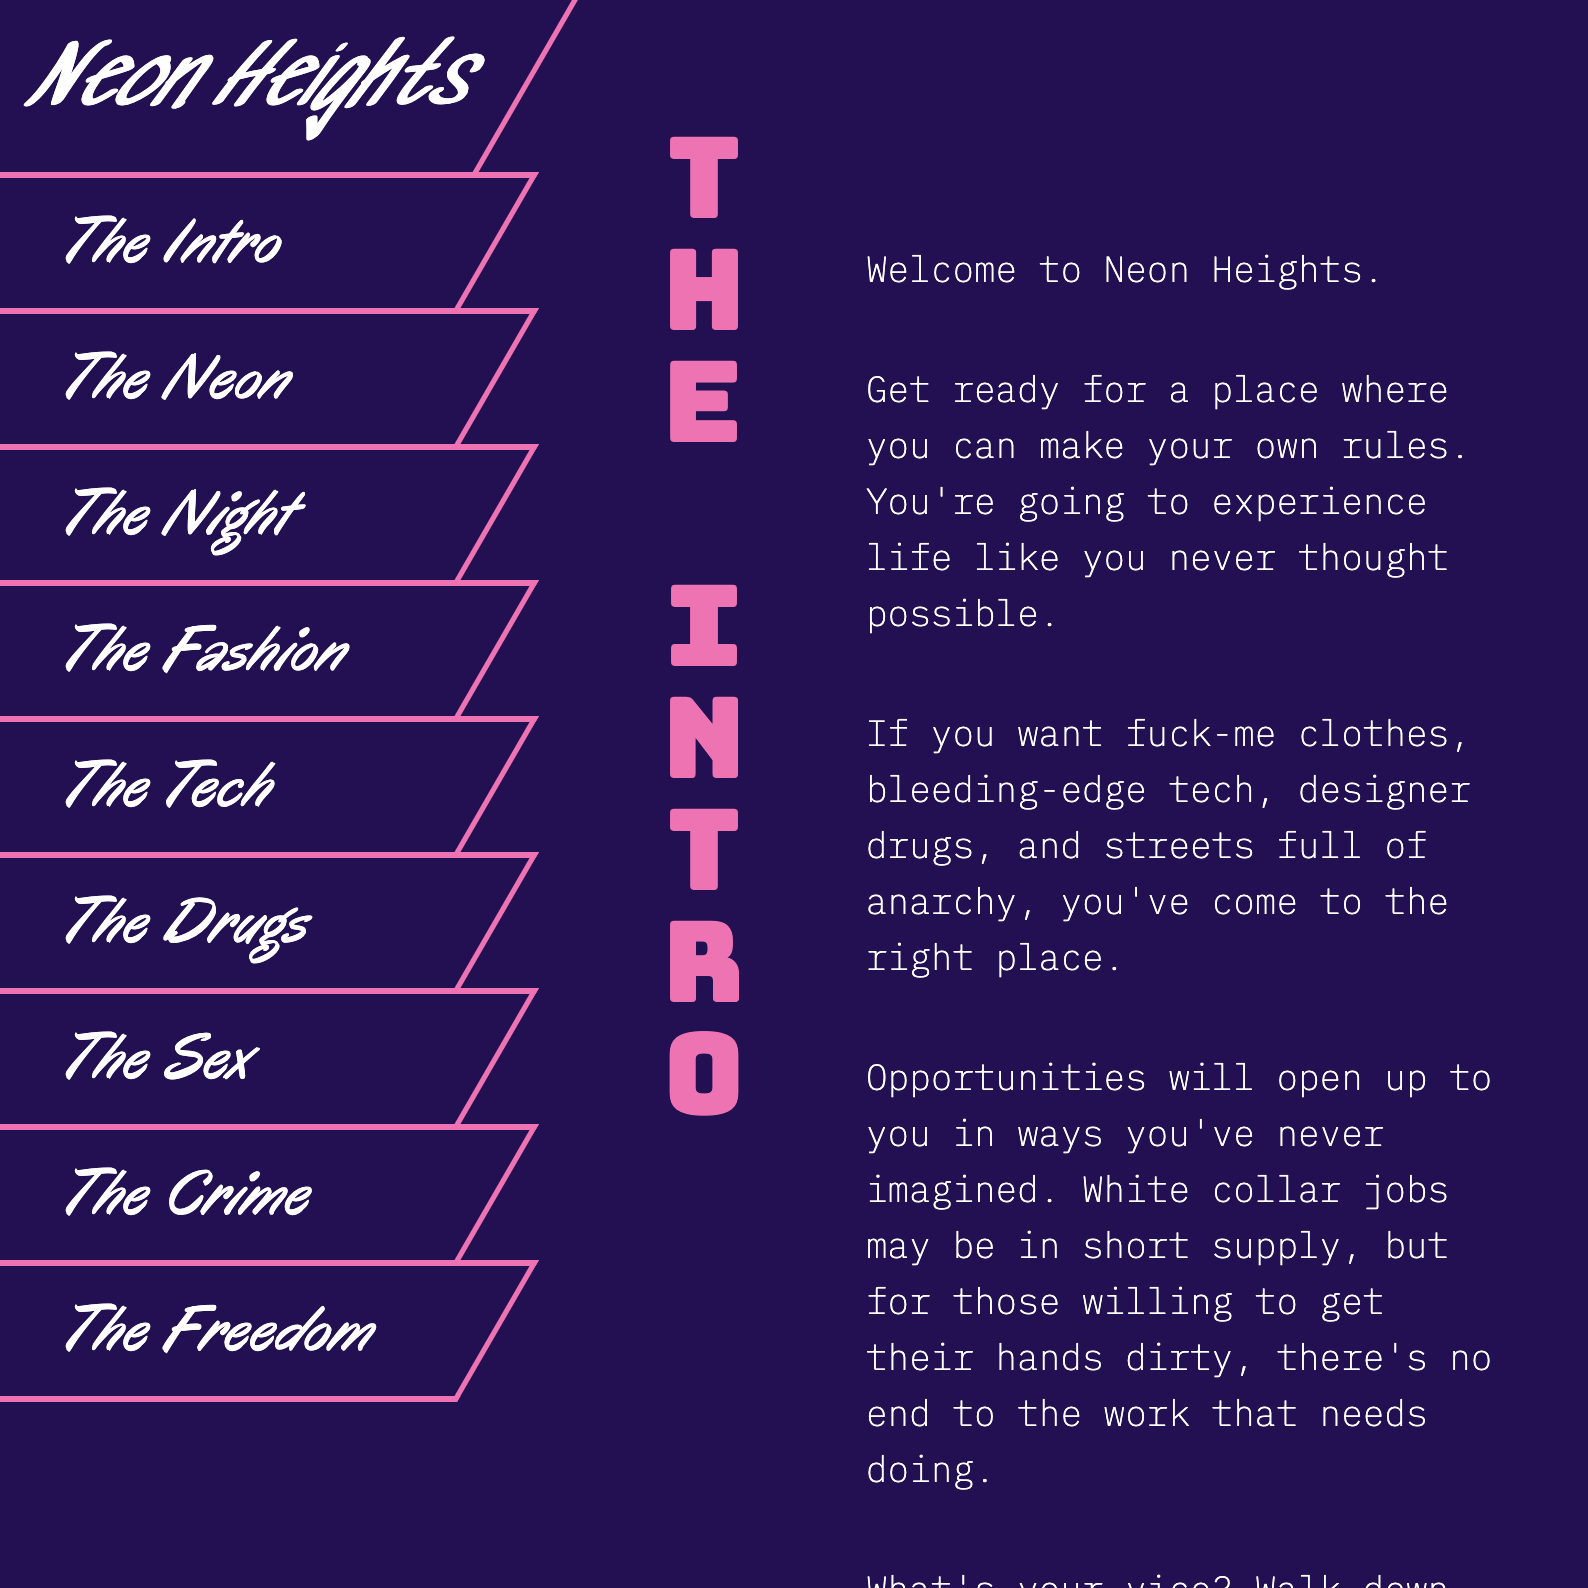 Neon Heights
The Intro
The Neon
The Night
The Fashion
The Tech
The Drugs
The Sex
The Crime
The Freedom
THE INTRO
Welcome to Neon Heights.
Get ready for a place where
you can make your own rules.
You're going to experience
life like you never thought
possible.
If you want fuck-me clothes,
bleeding-edge tech, designer
drugs, and streets full of
anarchy, you've come to the
right place.
Opportunities will open up to
you in ways you've never
imagined. White collar jobs
may be in short supply, but
for those willing to get
their hands dirty, there's no
end to the work that needs
doing.
What's your vice? Walk down